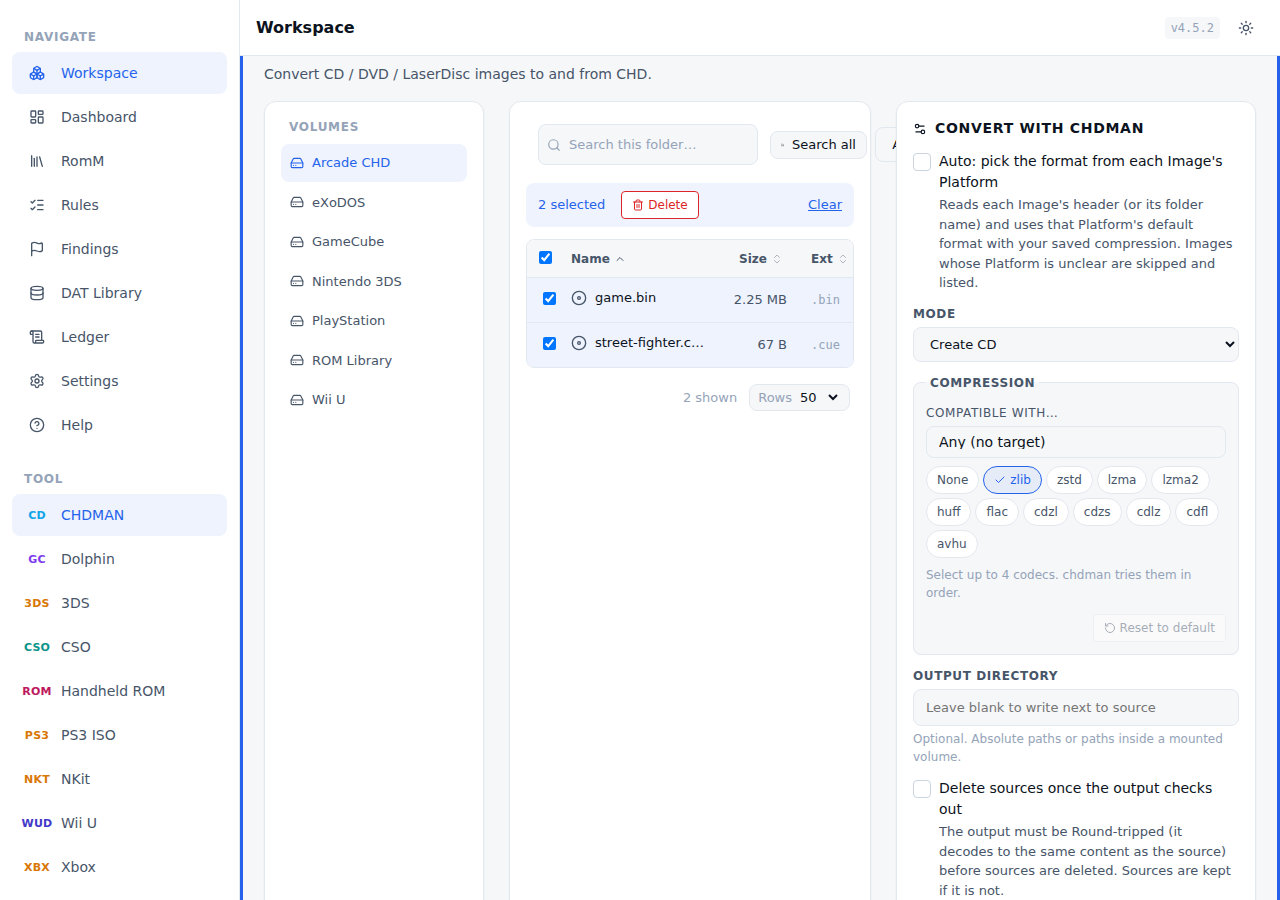 NAVIGATE
Workspace
Dashboard
RomM
Rules
Findings
DAT Library
Ledger
Settings
Help
TOOL
CD CHDMAN
GC Dolphin
3DS 3DS
CSO CSO
ROM Handheld ROM
PS3 PS3 ISO
NKT NKit
WUD Wii U
XBX Xbox
Workspace
v4.5.2
Convert CD / DVD / LaserDisc images to and from CHD.
VOLUMES
Arcade CHD
eXoDOS
GameCube
Nintendo 3DS
PlayStation
ROM Library
Wii U
Search this folder…
Search all
2 selected
Delete
Clear
Name Size Ext
game.bin 2.25 MB .bin
street-fighter.c… 67 B .cue
2 shown Rows 50
CONVERT WITH CHDMAN
Auto: pick the format from each Image's
Platform
Reads each Image's header (or its folder
name) and uses that Platform's default
format with your saved compression. Images
whose Platform is unclear are skipped and
listed.
MODE
Create CD
COMPRESSION
COMPATIBLE WITH…
Any (no target)
None zlib zstd lzma lzma2
huff flac cdzl cdzs cdlz cdfl
avhu
Select up to 4 codecs. chdman tries them in
order.
Reset to default
OUTPUT DIRECTORY
Leave blank to write next to source
Optional. Absolute paths or paths inside a mounted
volume.
Delete sources once the output checks
out
The output must be Round-tripped (it
decodes to the same content as the source)
before sources are deleted. Sources are kept
if it is not.